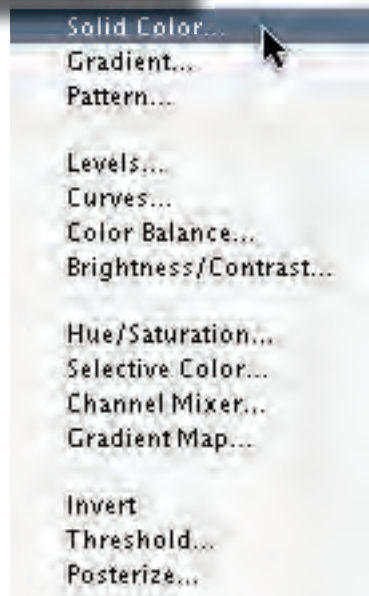 Solid Color...
Gradient...
Pattern...
Levels...
Curves...
Color Balance...
Brightness/Contrast...
Hue/Saturation...
Selective Color...
Channel Mixer...
Gradient Map...
Invert
Threshold...
Posterize...